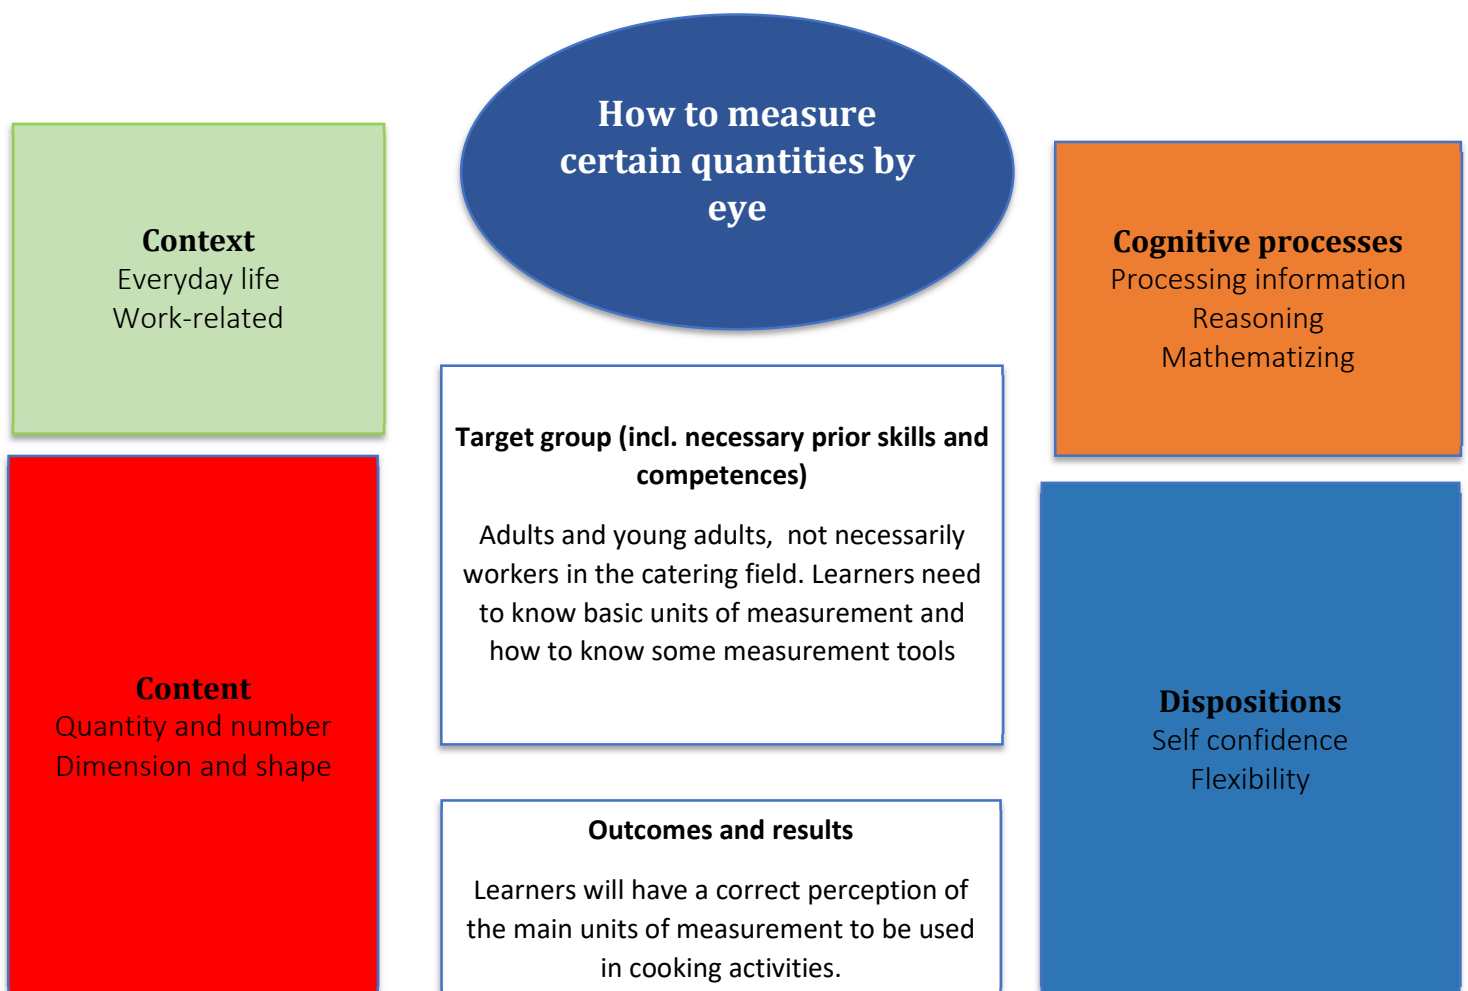 How to measure
certain quantities by
eye
Context
Everyday life
Work-related
Cognitive processes
Processing information
Reasoning
Mathematizing
Target group (incl. necessary prior skills and
competences)
Adults and young adults,  not necessarily
workers in the catering field. Learners need
to know basic units of measurement and
how to know some measurement tools
Content
Quantity and number
Dimension and shape
Dispositions
Self confidence
Flexibility
Outcomes and results
Learners will have a correct perception of
the main units of measurement to be used
in cooking activities.